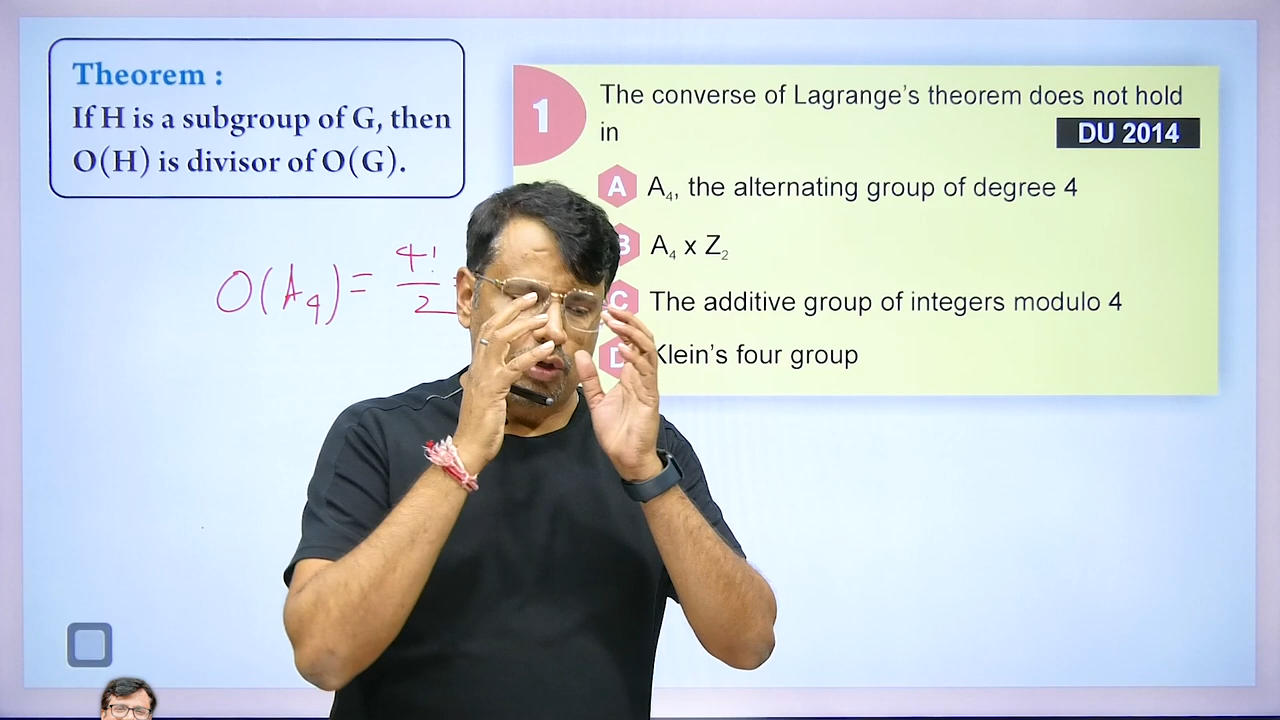 Theorem :
If H is a subgroup of G, then
O(H) is divisor of O(G).
1
The converse of Lagrange's theorem does not hold
in
DU 2014
A A₄, the alternating group of degree 4
B A₄ x Z₂
C The additive group of integers modulo 4
D Klein's four group
O(A₄) = 4!/2